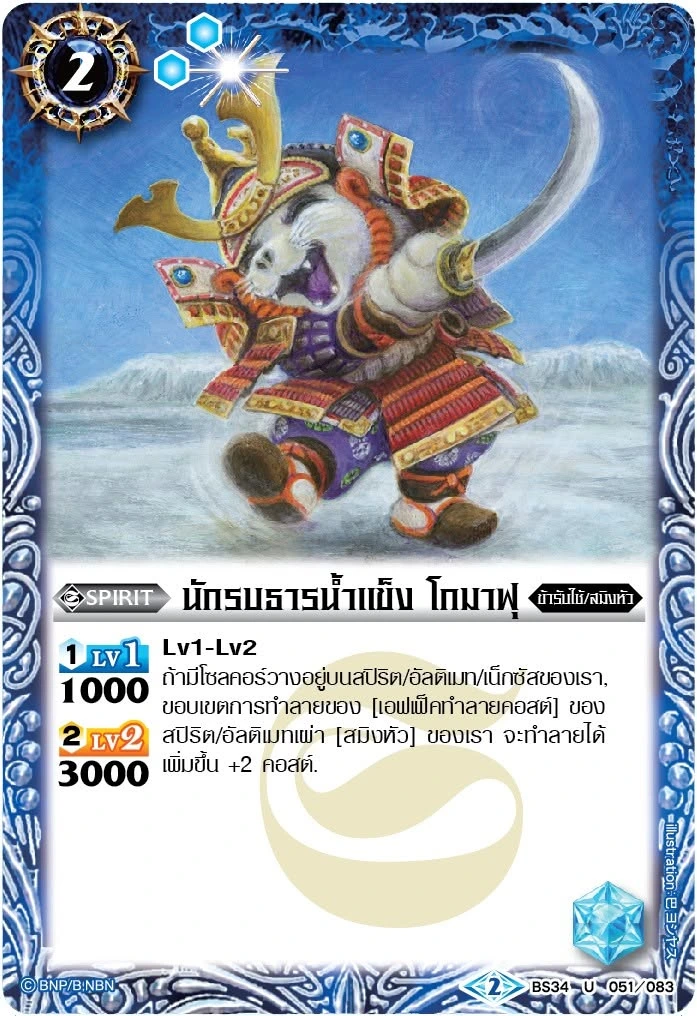 2
SPIRIT
นักรบธารน้ำแข็ง โกมาฟุ
ข้ารับใช้/สมิงหัว
1 LV1
1000
2 LV2
3000
Lv1-Lv2
ถ้ามีโซลคอร์วางอยู่บนสปิริต/อัลติเมท/เน็กซัสของเรา,
ขอบเขตการทำลายของ [เอฟเฟ็คทำลายคอสต์] ของ
สปิริต/อัลติเมทเผ่า [สมิงหัว] ของเรา จะทำลายได้
เพิ่มขึ้น +2 คอสต์.
illustration：巴ヨシヤス
©BNP/B,NBN
2
BS34 U 051/083